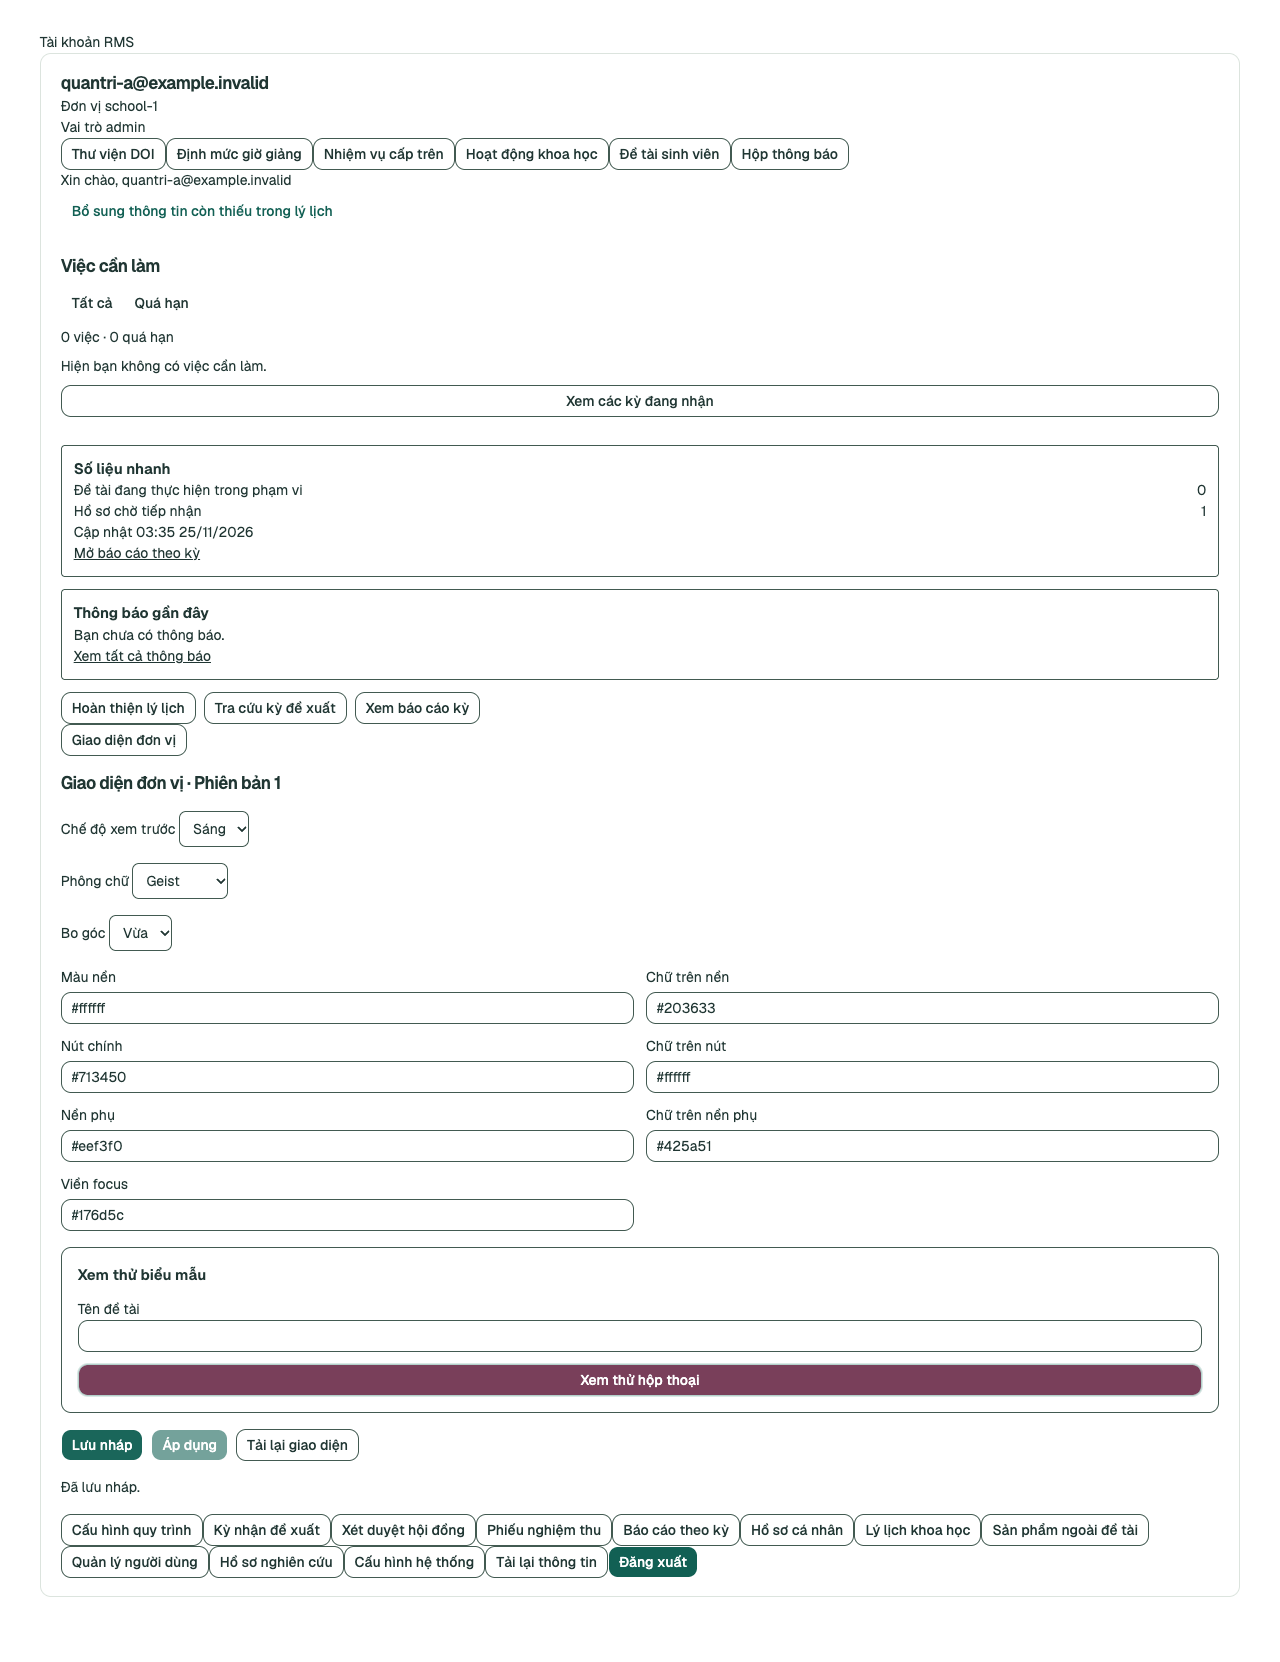 Tài khoản RMS
quantri-a@example.invalid
Đơn vị school-1
Vai trò admin
Thư viện DOI Định mức giờ giảng Nhiệm vụ cấp trên Hoạt động khoa học Đề tài sinh viên Hộp thông báo
Xin chào, quantri-a@example.invalid
Bổ sung thông tin còn thiếu trong lý lịch
Việc cần làm
Tất cả Quá hạn
0 việc · 0 quá hạn
Hiện bạn không có việc cần làm.
Xem các kỳ đang nhận
Số liệu nhanh
Đề tài đang thực hiện trong phạm vi 0
Hồ sơ chờ tiếp nhận 1
Cập nhật 03:35 25/11/2026
Mở báo cáo theo kỳ
Thông báo gần đây
Bạn chưa có thông báo.
Xem tất cả thông báo
Hoàn thiện lý lịch Tra cứu kỳ đề xuất Xem báo cáo kỳ
Giao diện đơn vị
Giao diện đơn vị · Phiên bản 1
Chế độ xem trước Sáng
Phông chữ Geist
Bo góc Vừa
Màu nền Chữ trên nền
#ffffff #203633
Nút chính Chữ trên nút
#713450 #ffffff
Nền phụ Chữ trên nền phụ
#eef3f0 #425a51
Viền focus
#176d5c
Xem thử biểu mẫu
Tên đề tài
Xem thử hộp thoại
Lưu nháp Áp dụng Tải lại giao diện
Đã lưu nháp.
Cấu hình quy trình Kỳ nhận đề xuất Xét duyệt hội đồng Phiếu nghiệm thu Báo cáo theo kỳ Hồ sơ cá nhân Lý lịch khoa học Sản phẩm ngoài đề tài
Quản lý người dùng Hồ sơ nghiên cứu Cấu hình hệ thống Tải lại thông tin Đăng xuất